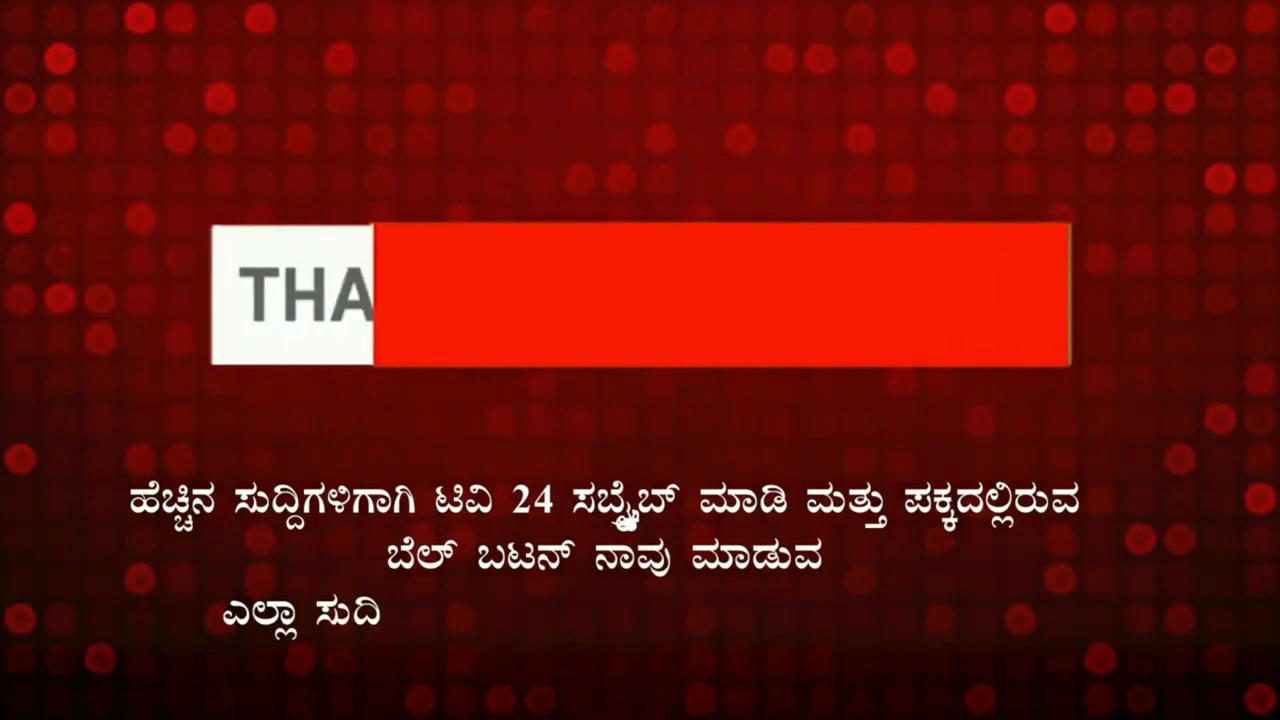 THA
ಹೆಚ್ಚಿನ ಸುದ್ದಿಗಳಿಗಾಗಿ ಟಿವಿ 24 ಸಬ್ಸ್ಕ್ರೈಬ್ ಮಾಡಿ ಮತ್ತು ಪಕ್ಕದಲ್ಲಿರುವ
ಬೆಲ್ ಬಟನ್ ನಾವು ಮಾಡುವ
ಎಲ್ಲಾ ಸುದಿ